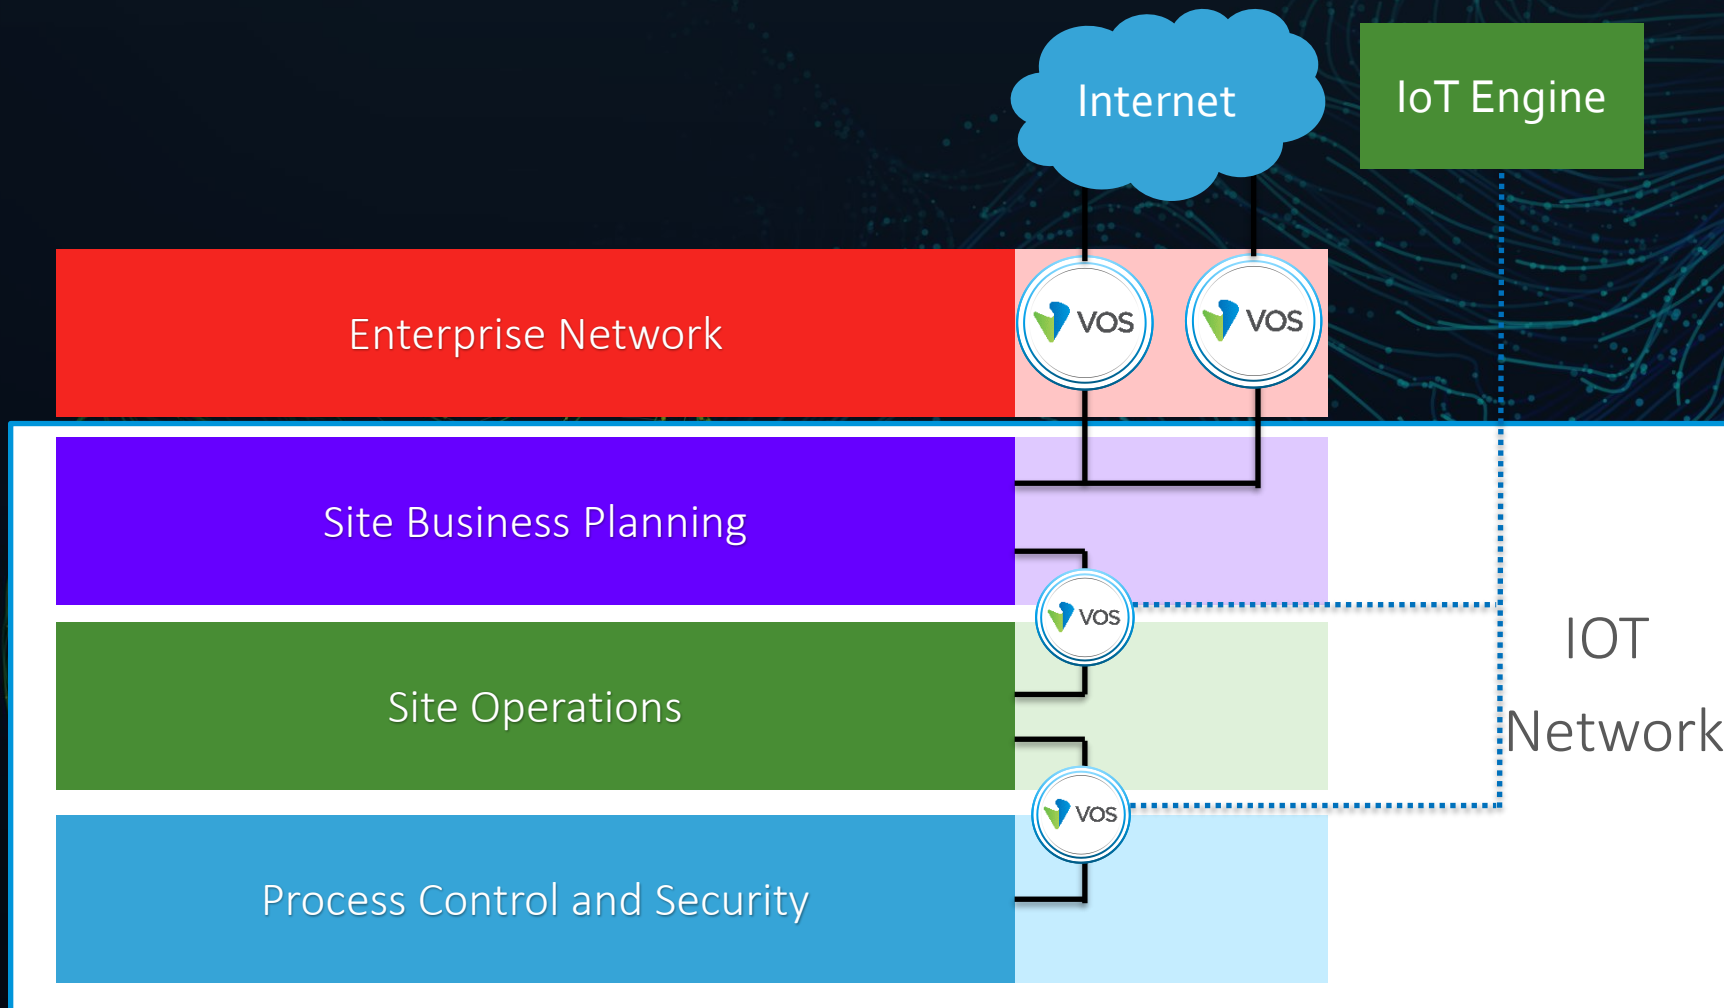 Internet
IoT Engine
Enterprise Network
VOS
VOS
Site Business Planning
VOS
IOT
Network
Site Operations
VOS
Process Control and Security